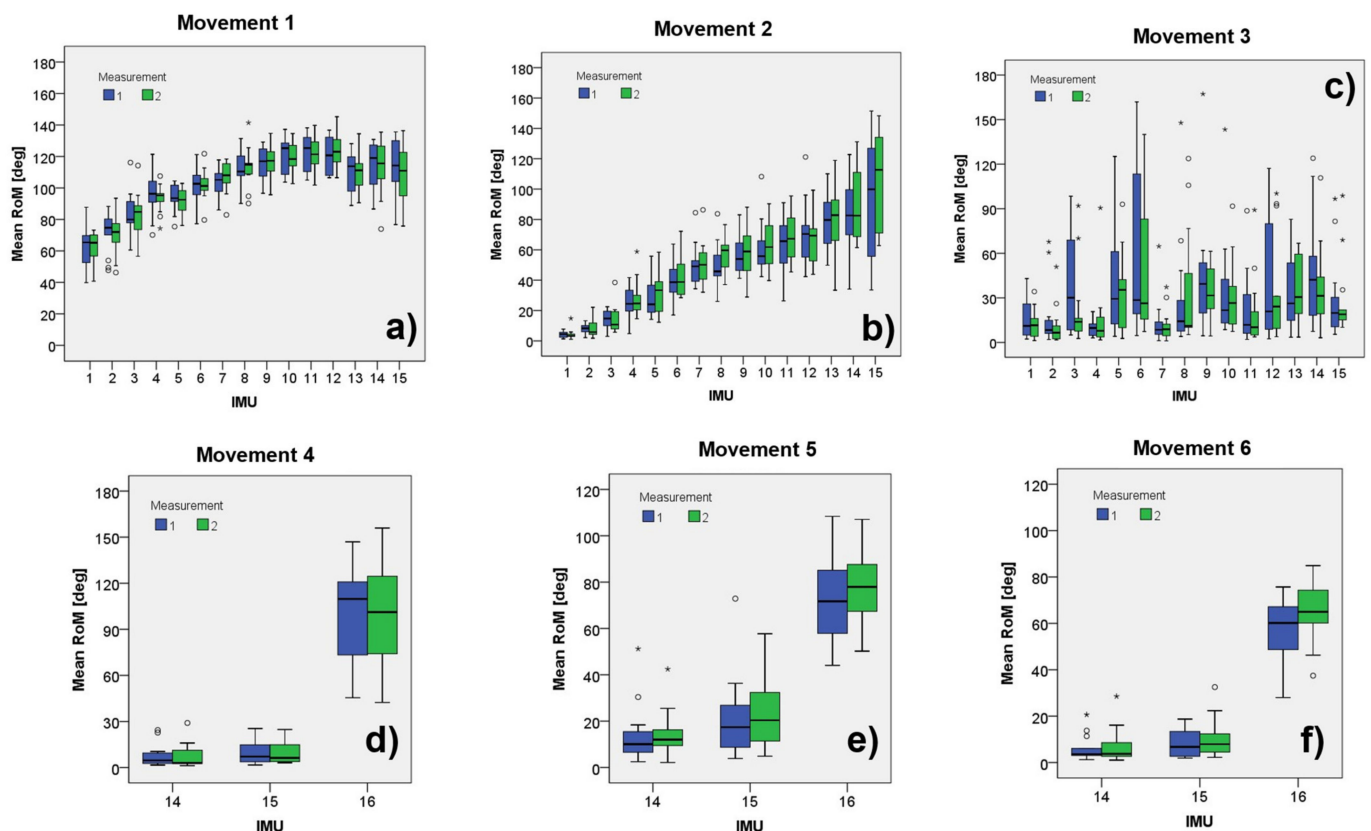 Movement 1
Measurement
1 2
Mean RoM [deg]
180
160
140
120
100
80
60
40
20
0
a)
1 2 3 4 5 6 7 8 9 10 11 12 13 14 15
IMU
Movement 2
Measurement
1 2
Mean RoM [deg]
180
160
140
120
100
80
60
40
20
0
b)
1 2 3 4 5 6 7 8 9 10 11 12 13 14 15
IMU
Movement 3
Measurement
1 2
Mean RoM [deg]
180
150
120
90
60
30
0
c)
1 2 3 4 5 6 7 8 9 10 11 12 13 14 15
IMU
Movement 4
Measurement
1 2
Mean RoM [deg]
180
150
120
90
60
30
0
d)
14 15 16
IMU
Movement 5
Measurement
1 2
Mean RoM [deg]
120
100
80
60
40
20
0
e)
14 15 16
IMU
Movement 6
Measurement
1 2
Mean RoM [deg]
120
100
80
60
40
20
0
f)
14 15 16
IMU